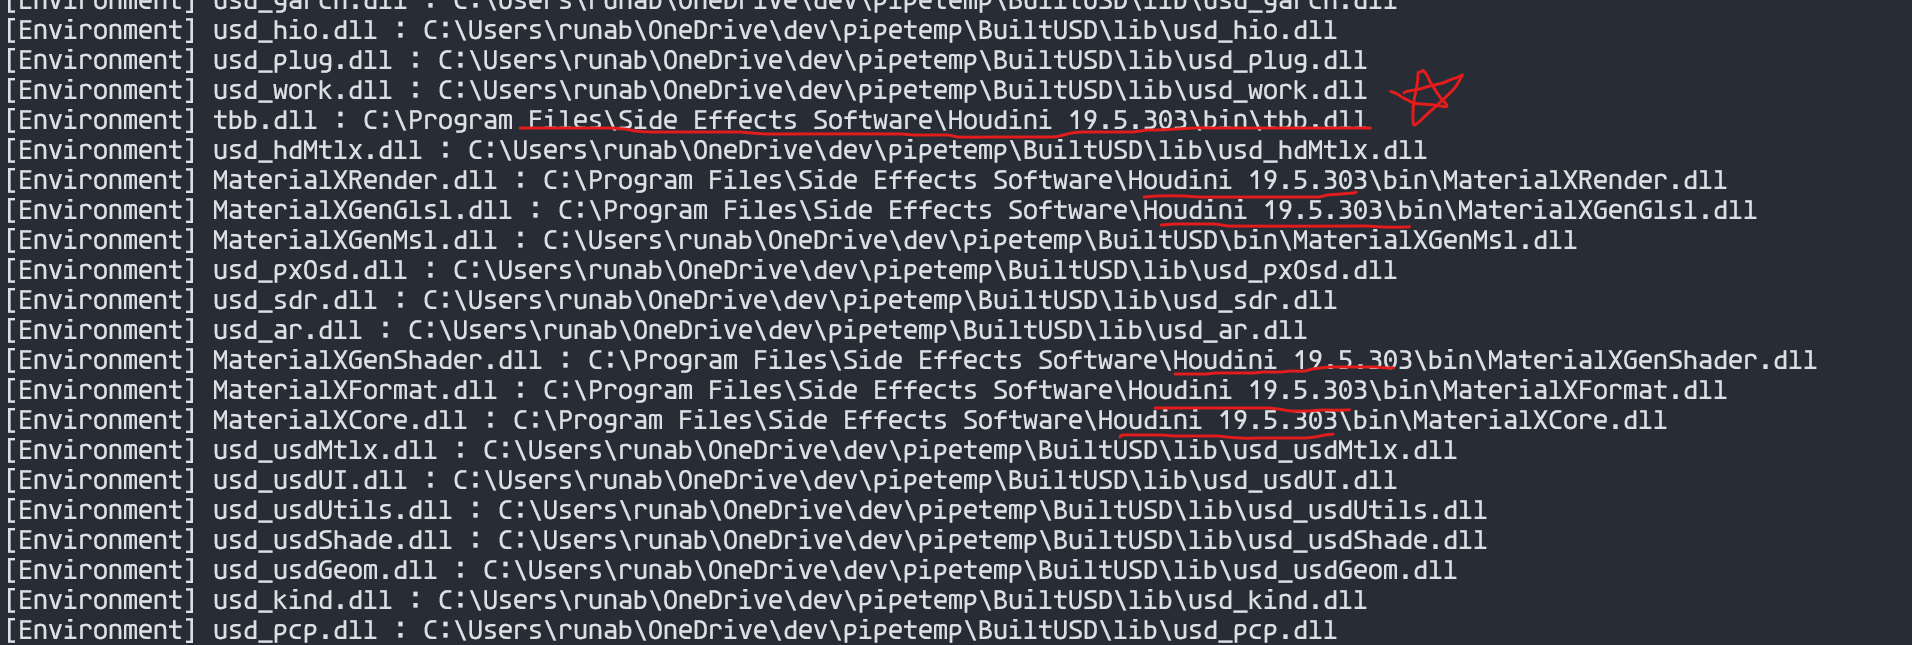 [Environment] usd_garch.dll : C:\Users\runab\OneDrive\dev\pipetemp\BuiltUSD\lib\usd_garch.dll
[Environment] usd_hio.dll : C:\Users\runab\OneDrive\dev\pipetemp\BuiltUSD\lib\usd_hio.dll
[Environment] usd_plug.dll : C:\Users\runab\OneDrive\dev\pipetemp\BuiltUSD\lib\usd_plug.dll
[Environment] usd_work.dll : C:\Users\runab\OneDrive\dev\pipetemp\BuiltUSD\lib\usd_work.dll
[Environment] tbb.dll : C:\Program Files\Side Effects Software\Houdini 19.5.303\bin\tbb.dll
[Environment] usd_hdMtlx.dll : C:\Users\runab\OneDrive\dev\pipetemp\BuiltUSD\lib\usd_hdMtlx.dll
[Environment] MaterialXRender.dll : C:\Program Files\Side Effects Software\Houdini 19.5.303\bin\MaterialXRender.dll
[Environment] MaterialXGenGlsl.dll : C:\Program Files\Side Effects Software\Houdini 19.5.303\bin\MaterialXGenGlsl.dll
[Environment] MaterialXGenMsl.dll : C:\Users\runab\OneDrive\dev\pipetemp\BuiltUSD\bin\MaterialXGenMsl.dll
[Environment] usd_pxOsd.dll : C:\Users\runab\OneDrive\dev\pipetemp\BuiltUSD\lib\usd_pxOsd.dll
[Environment] usd_sdr.dll : C:\Users\runab\OneDrive\dev\pipetemp\BuiltUSD\lib\usd_sdr.dll
[Environment] usd_ar.dll : C:\Users\runab\OneDrive\dev\pipetemp\BuiltUSD\lib\usd_ar.dll
[Environment] MaterialXGenShader.dll : C:\Program Files\Side Effects Software\Houdini 19.5.303\bin\MaterialXGenShader.dll
[Environment] MaterialXFormat.dll : C:\Program Files\Side Effects Software\Houdini 19.5.303\bin\MaterialXFormat.dll
[Environment] MaterialXCore.dll : C:\Program Files\Side Effects Software\Houdini 19.5.303\bin\MaterialXCore.dll
[Environment] usd_usdMtlx.dll : C:\Users\runab\OneDrive\dev\pipetemp\BuiltUSD\lib\usd_usdMtlx.dll
[Environment] usd_usdUI.dll : C:\Users\runab\OneDrive\dev\pipetemp\BuiltUSD\lib\usd_usdUI.dll
[Environment] usd_usdUtils.dll : C:\Users\runab\OneDrive\dev\pipetemp\BuiltUSD\lib\usd_usdUtils.dll
[Environment] usd_usdShade.dll : C:\Users\runab\OneDrive\dev\pipetemp\BuiltUSD\lib\usd_usdShade.dll
[Environment] usd_usdGeom.dll : C:\Users\runab\OneDrive\dev\pipetemp\BuiltUSD\lib\usd_usdGeom.dll
[Environment] usd_kind.dll : C:\Users\runab\OneDrive\dev\pipetemp\BuiltUSD\lib\usd_kind.dll
[Environment] usd_pcp.dll : C:\Users\runab\OneDrive\dev\pipetemp\BuiltUSD\lib\usd_pcp.dll